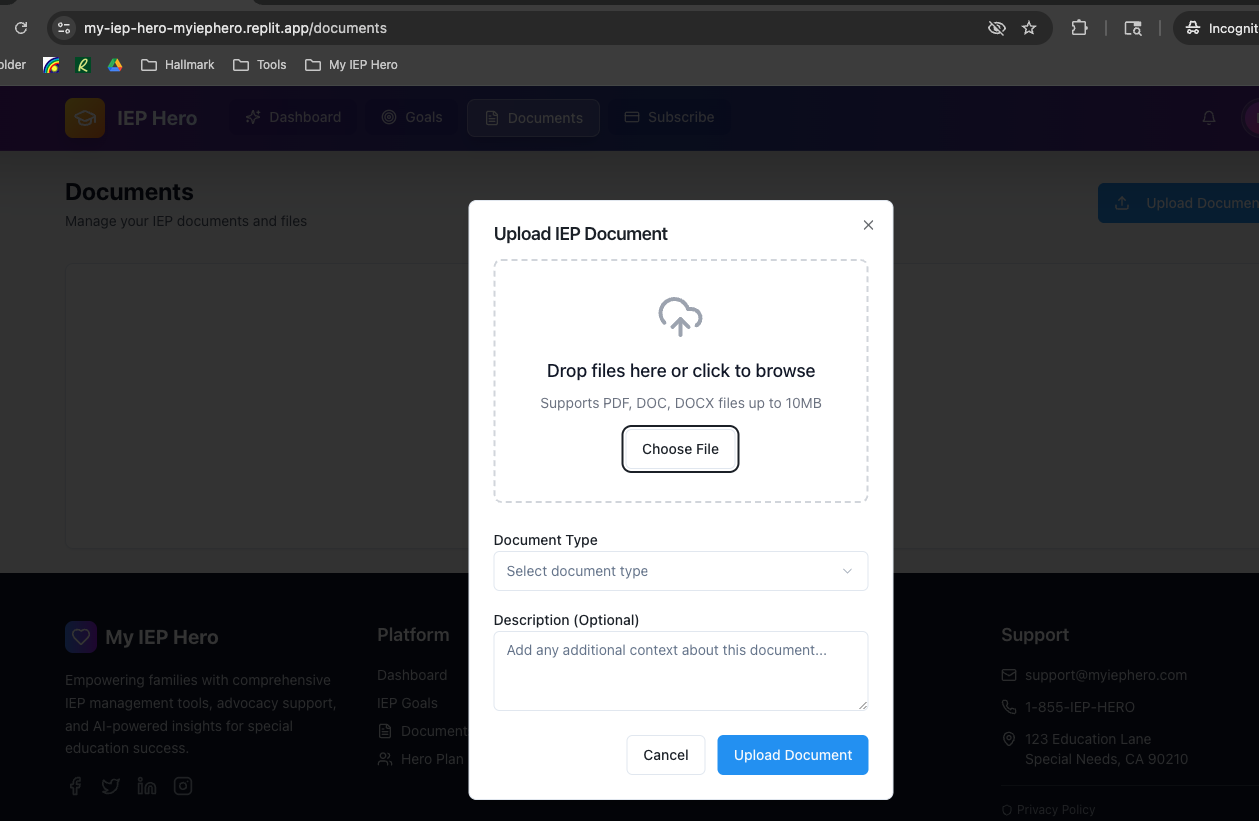 my-iep-hero-myiephero.replit.app/documents
Incognit
older
Hallmark
Tools
My IEP Hero
IEP Hero
Dashboard
Goals
Documents
Subscribe
Documents
Manage your IEP documents and files
Upload Documen
Upload IEP Document
Drop files here or click to browse
Supports PDF, DOC, DOCX files up to 10MB
Choose File
Document Type
Select document type
Description (Optional)
Add any additional context about this document...
Cancel
Upload Document
My IEP Hero
Empowering families with comprehensive
IEP management tools, advocacy support,
and AI-powered insights for special
education success.
Platform
Dashboard
IEP Goals
Document
Hero Plan
Support
support@myiephero.com
1-855-IEP-HERO
123 Education Lane
Special Needs, CA 90210
Privacy Policy